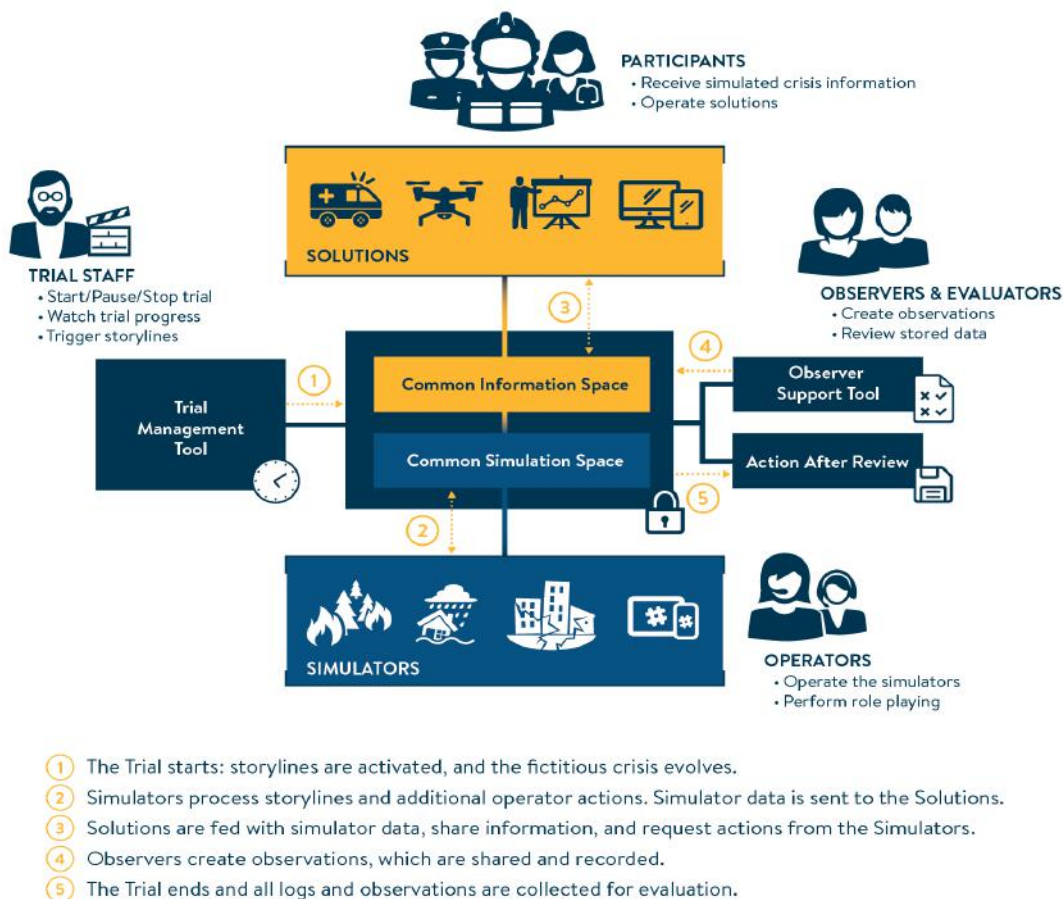 PARTICIPANTS
• Receive simulated crisis information
• Operate solutions
SOLUTIONS
TRIAL STAFF
• Start/Pause/Stop trial
• Watch trial progress
• Trigger storylines
OBSERVERS & EVALUATORS
• Create observations
• Review stored data
3
4
1
Common Information Space
Observer
Support Tool
Trial
Management
Tool
Common Simulation Space
Action After Review
5
2
SIMULATORS
OPERATORS
• Operate the simulators
• Perform role playing
1 The Trial starts: storylines are activated, and the fictitious crisis evolves.
2 Simulators process storylines and additional operator actions. Simulator data is sent to the Solutions.
3 Solutions are fed with simulator data, share information, and request actions from the Simulators.
4 Observers create observations, which are shared and recorded.
5 The Trial ends and all logs and observations are collected for evaluation.